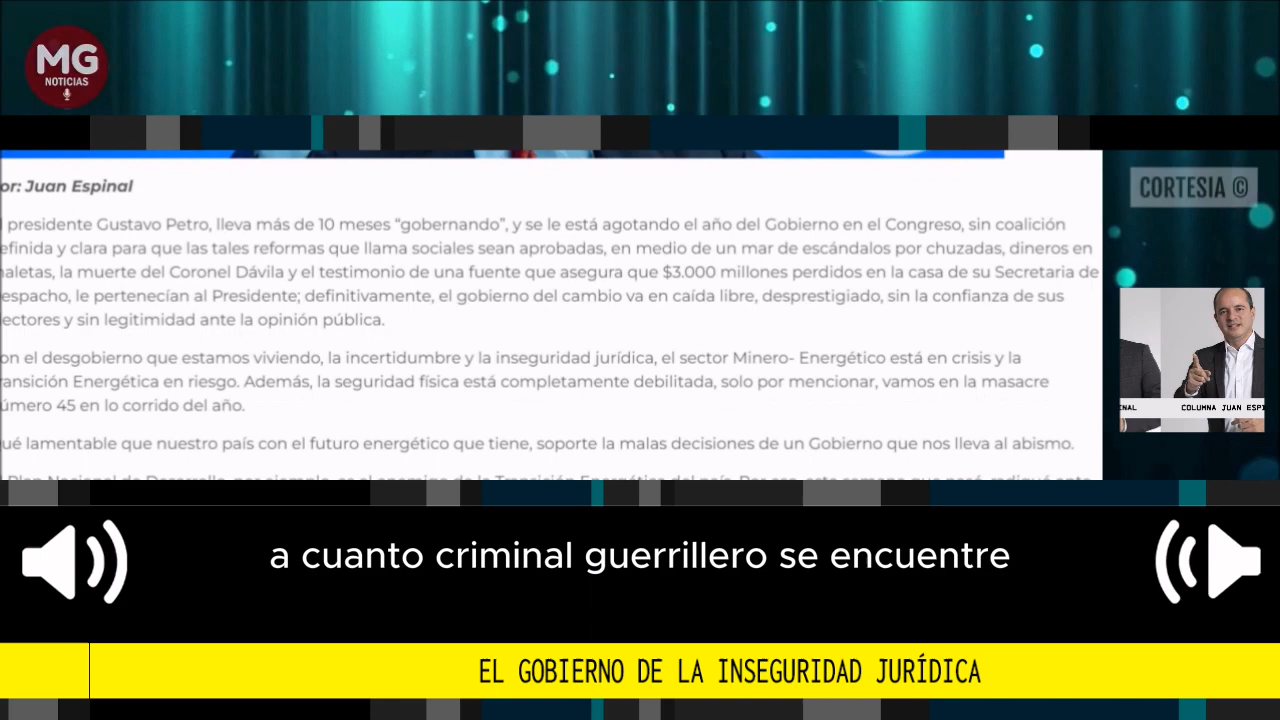 MG
NOTICIAS
or: Juan Espinal
CORTESIA ©
presidente Gustavo Petro, lleva más de 10 meses “gobernando”, y se le está agotando el año del Gobierno en el Congreso, sin coalición
efinida y clara para que las tales reformas que llama sociales sean aprobadas, en medio de un mar de escándalos por chuzadas, dineros en
aletas, la muerte del Coronel Dávila y el testimonio de una fuente que asegura que $3.000 millones perdidos en la casa de su Secretaria de
espacho, le pertenecían al Presidente; definitivamente, el gobierno del cambio va en caída libre, desprestigiado, sin la confianza de sus
ectores y sin legitimidad ante la opinión pública.
on el desgobierno que estamos viviendo, la incertidumbre y la inseguridad jurídica, el sector Minero- Energético está en crisis y la
ransición Energética en riesgo. Además, la seguridad física está completamente debilitada, solo por mencionar, vamos en la masacre
úmero 45 en lo corrido del año.
ué lamentable que nuestro país con el futuro energético que tiene, soporte la malas decisiones de un Gobierno que nos lleva al abismo.
NAL COLUMNA JUAN ESPI
a cuanto criminal guerrillero se encuentre
EL GOBIERNO DE LA INSEGURIDAD JURÍDICA